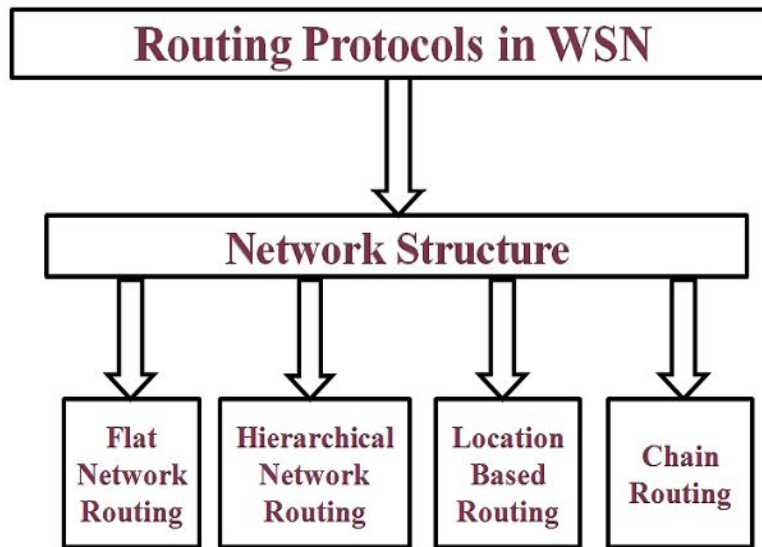 Routing Protocols in WSN
Network Structure
Flat
Network
Routing
Hierarchical
Network
Routing
Location
Based
Routing
Chain
Routing